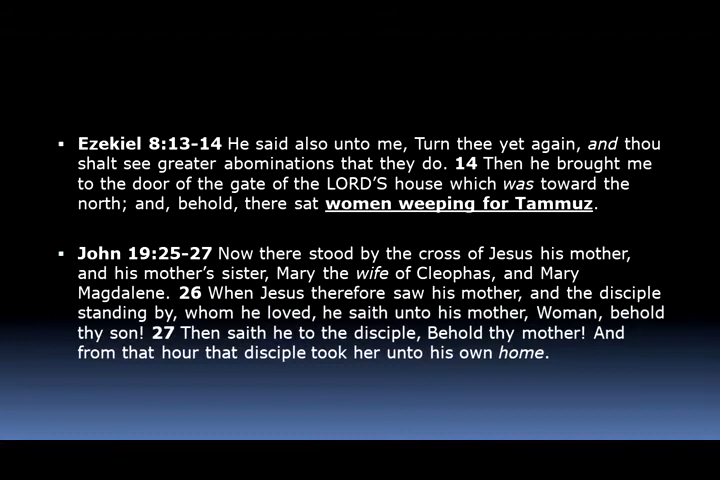 ▪ Ezekiel 8:13-14 He said also unto me, Turn thee yet again, and thou
shalt see greater abominations that they do. 14 Then he brought me
to the door of the gate of the LORD’S house which was toward the
north; and, behold, there sat women weeping for Tammuz.
▪ John 19:25-27 Now there stood by the cross of Jesus his mother,
and his mother’s sister, Mary the wife of Cleophas, and Mary
Magdalene. 26 When Jesus therefore saw his mother, and the disciple
standing by, whom he loved, he saith unto his mother, Woman, behold
thy son! 27 Then saith he to the disciple, Behold thy mother! And
from that hour that disciple took her unto his own home.